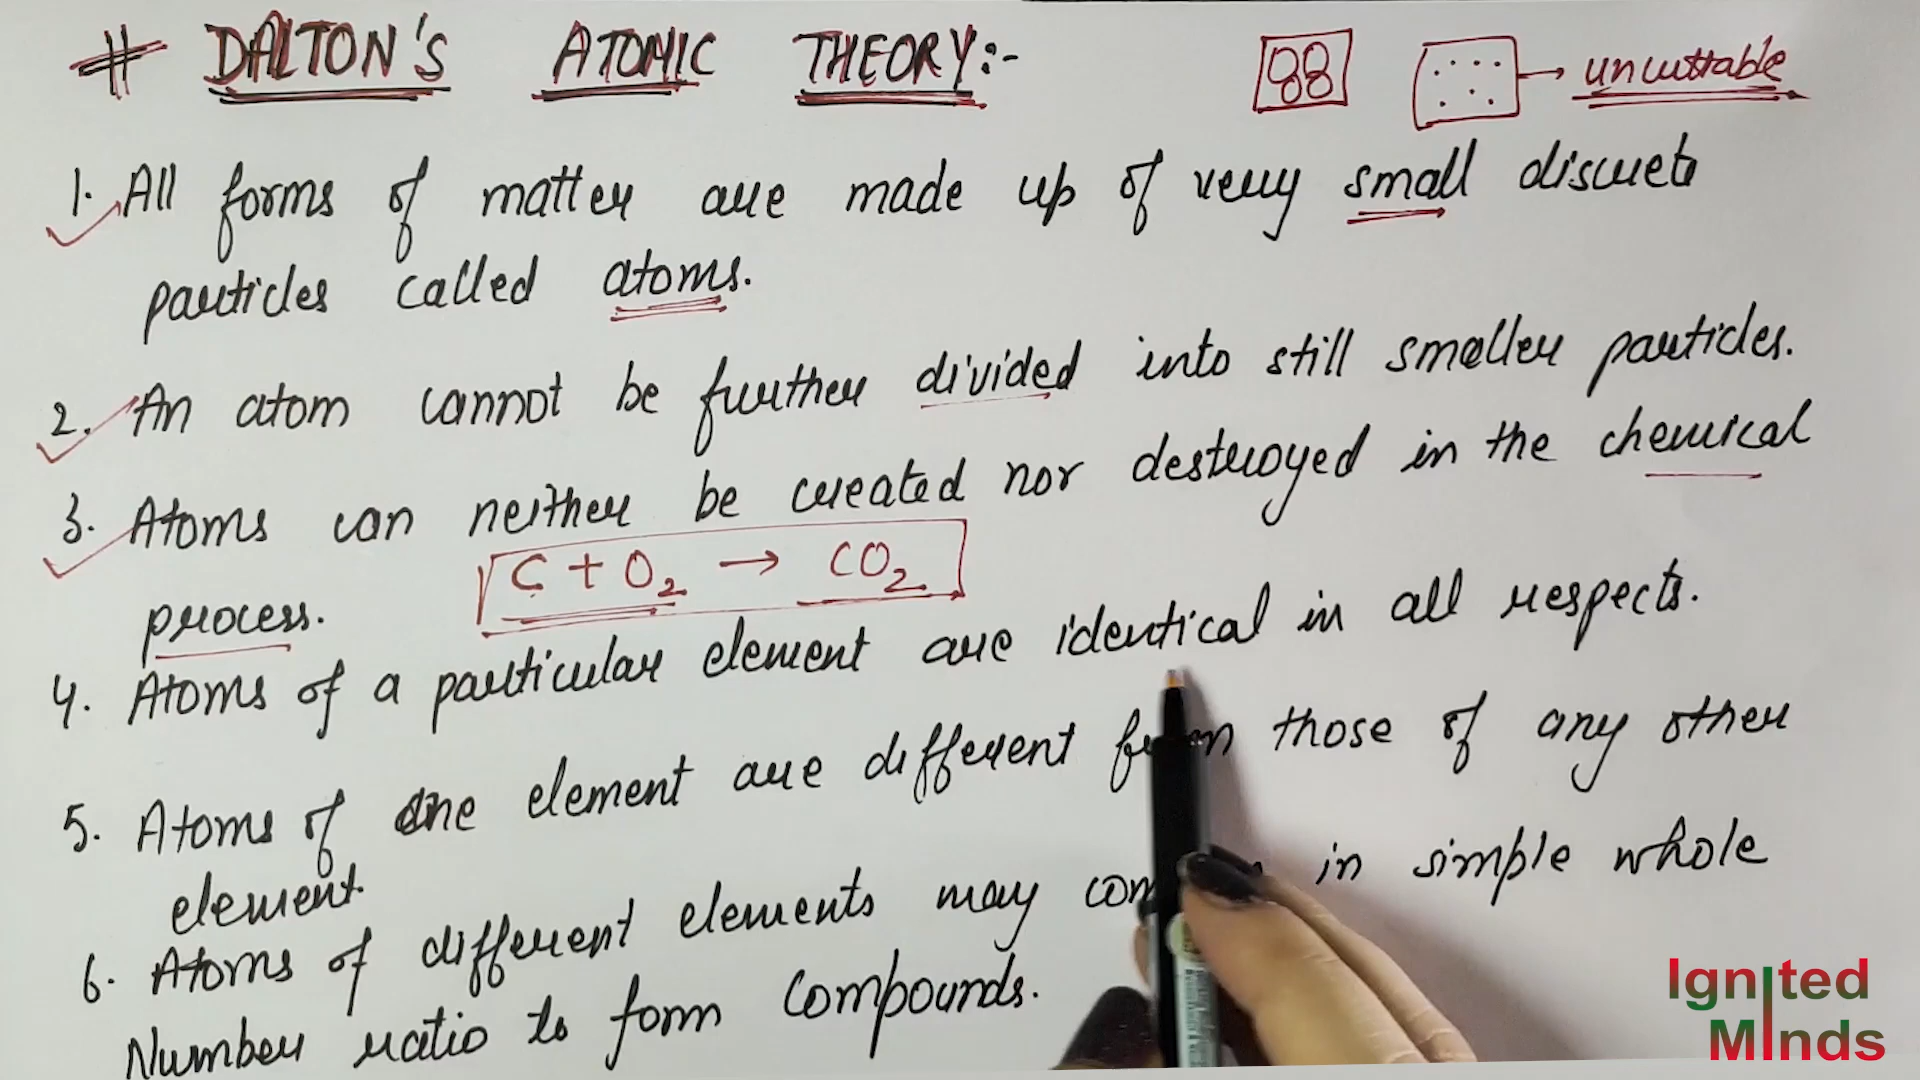 # DALTON'S ATOMIC THEORY:-
uncuttable
1. All forms of matter are made up of very small discrete
particles called atoms.
2. An atom cannot be further divided into still smaller particles.
3. Atoms can neither be created nor destroyed in the chemical
process. C + O₂ → CO₂
4. Atoms of a particular element are identical in all respects.
5. Atoms of one element are different from those of any other
element.
6. Atoms of different elements may in simple whole
Number ratio to form compounds.
Ignited
Minds